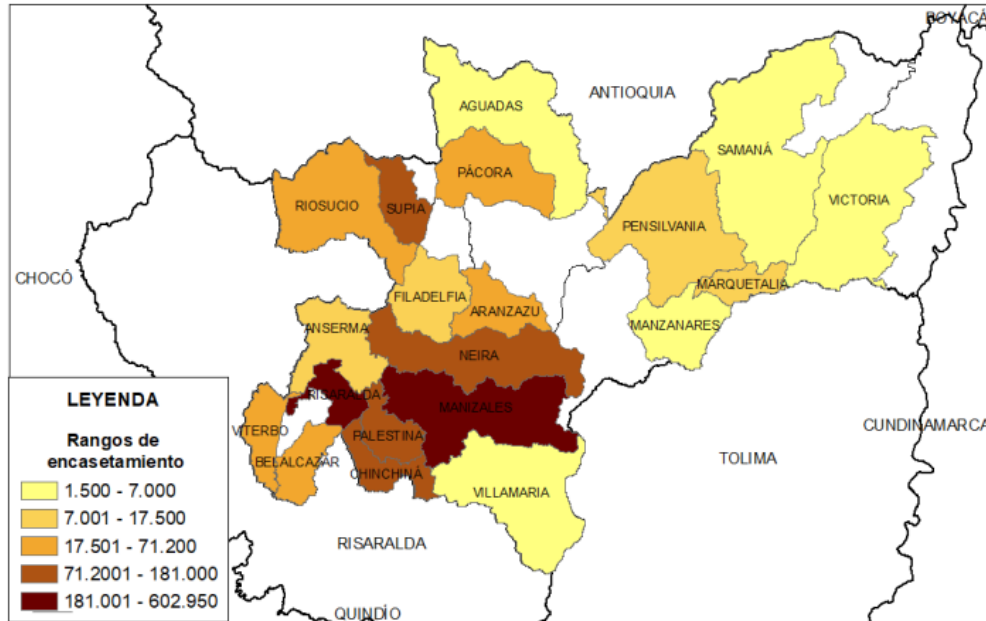 BOYACÁ
AGUADAS
ANTIOQUIA
SAMANÁ
PÁCORA
RIOSUCIO
SUPIA
VICTORIA
PENSILVANIA
CHOCÓ
MARQUETALIA
FILADELFIA
ARANZAZU
ANSERMA
MANZANARES
NEIRA
RISARALDA
MANIZALES
VITERBO
PALESTINA
CUNDINAMARCA
BELALCAZAR
CHINCHINÁ
TOLIMA
VILLAMARIA
RISARALDA
QUINDÍO
LEYENDA
Rangos de
encasetamiento
1.500 - 7.000
7.001 - 17.500
17.501 - 71.200
71.2001 - 181.000
181.001 - 602.950